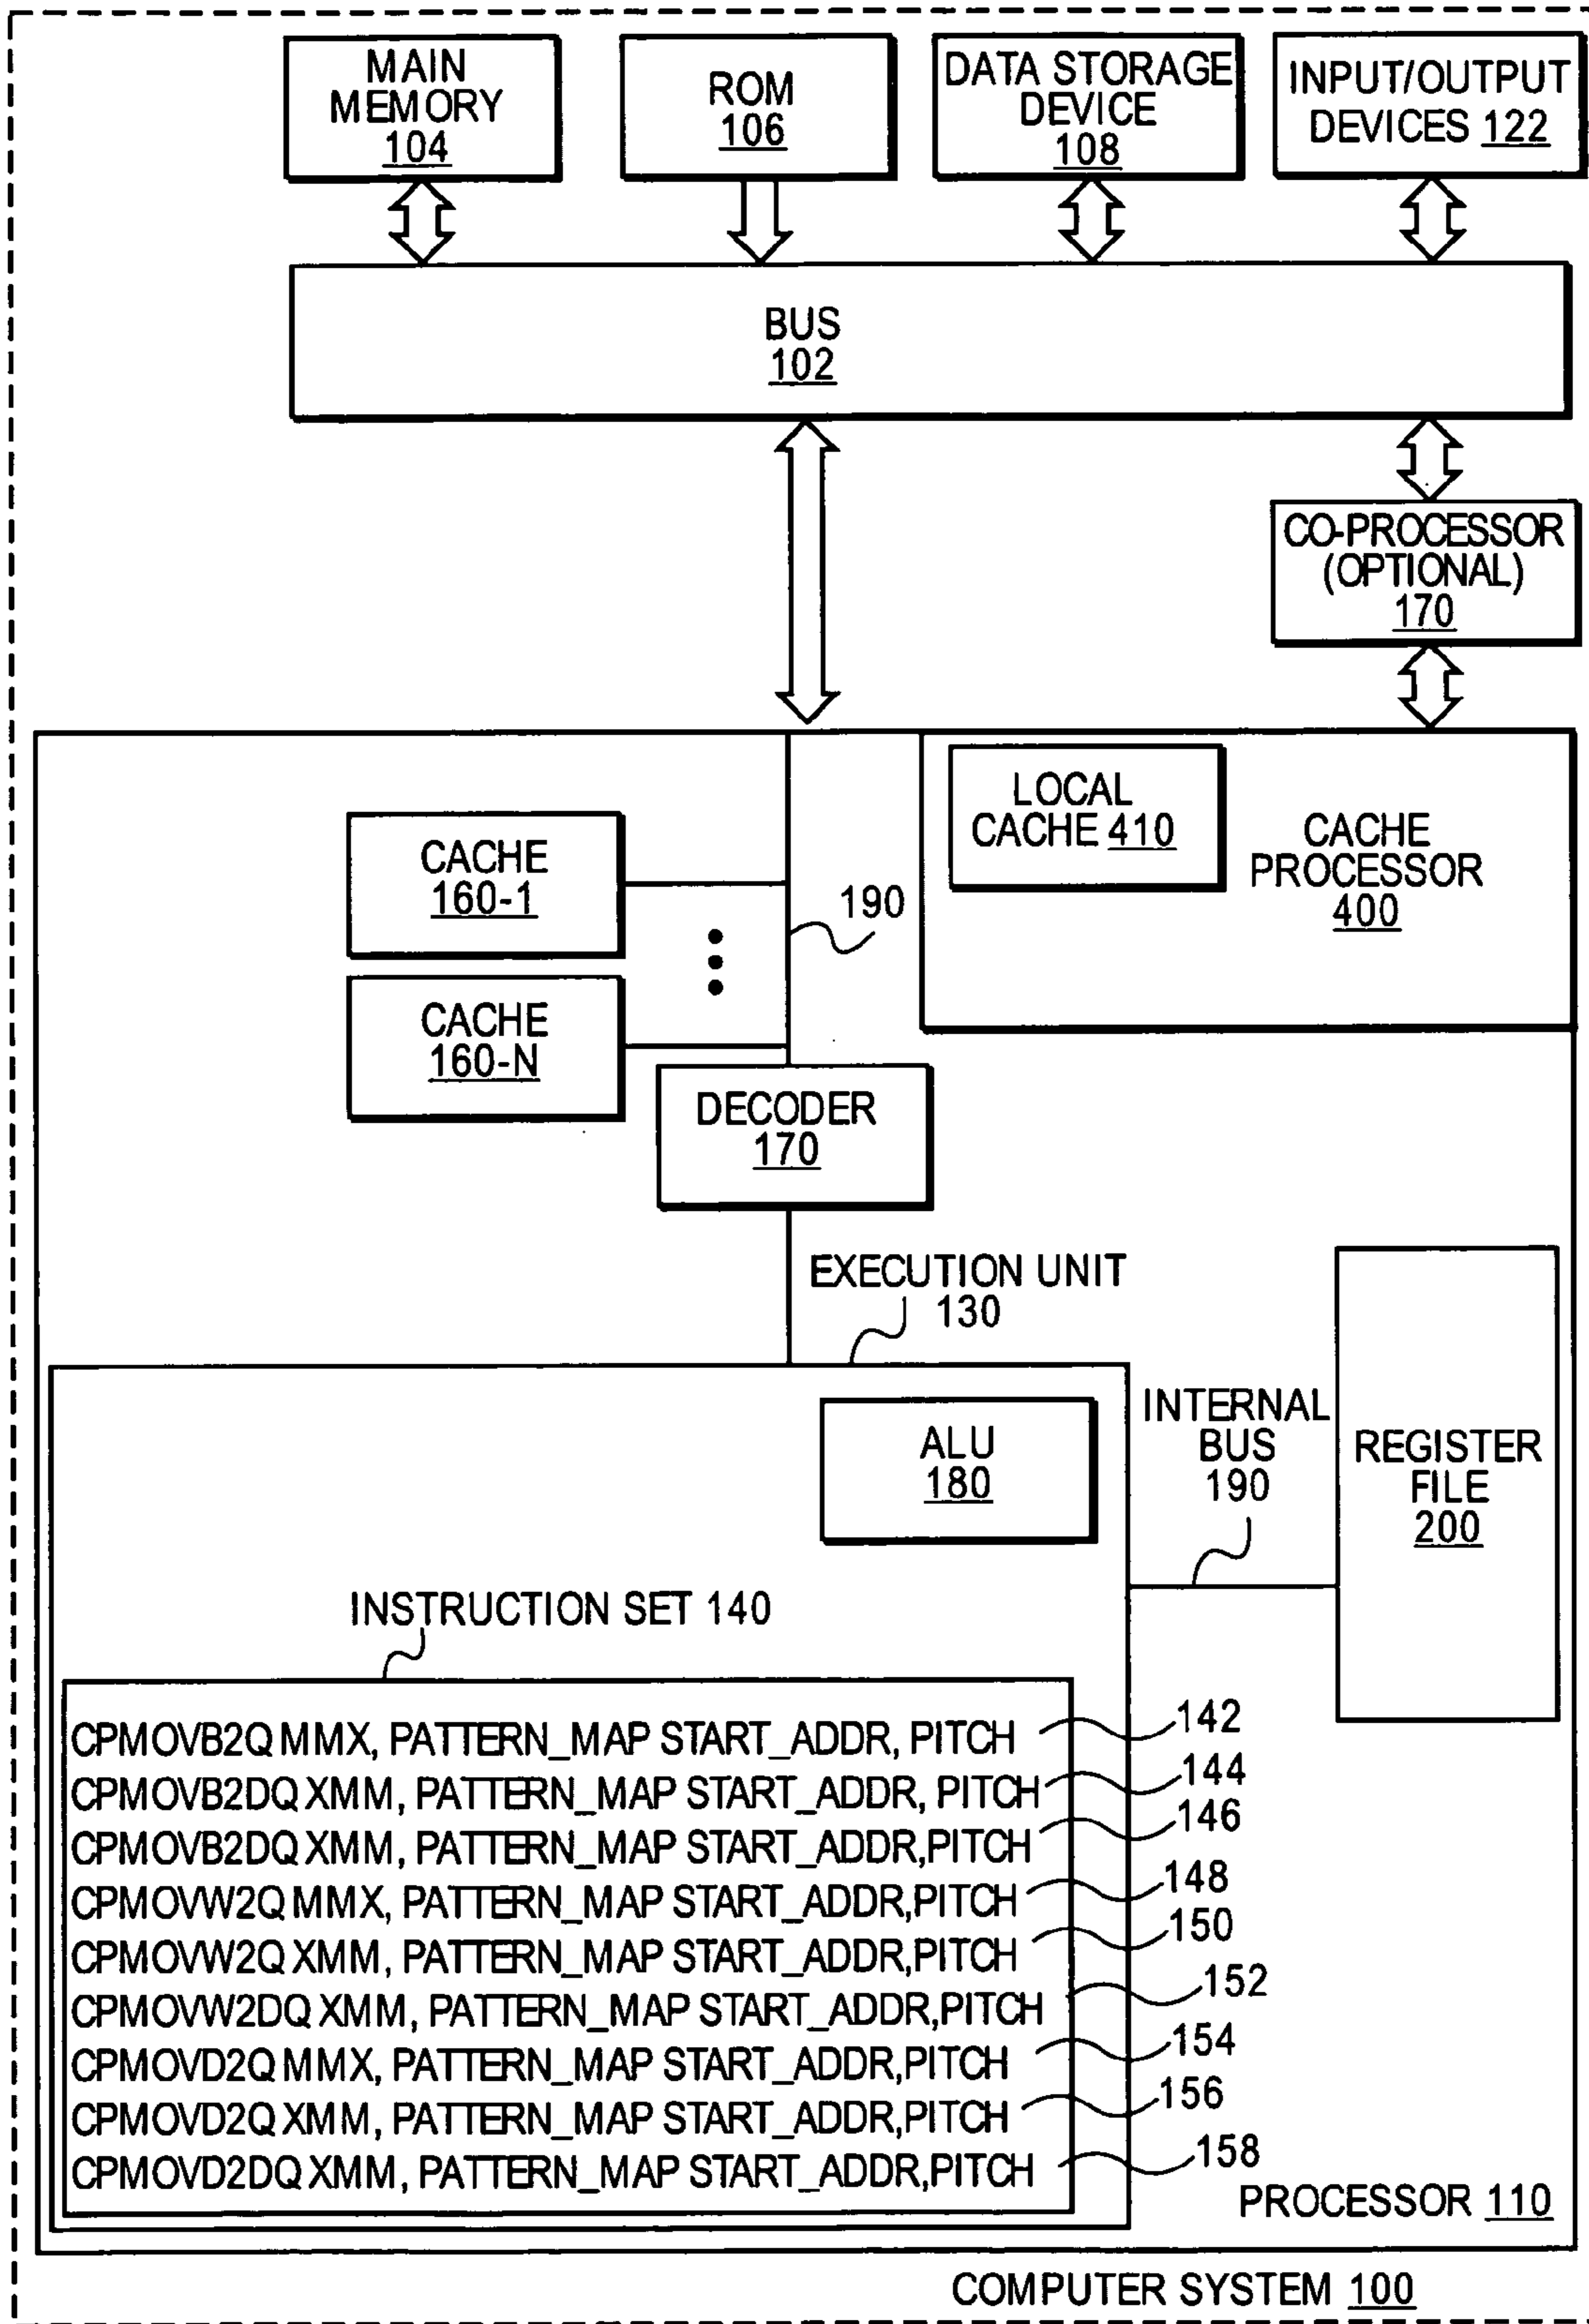 MAIN
MEMORY
104
ROM
106
DATA STORAGE
DEVICE
108
INPUT/OUTPUT
DEVICES 122
BUS
102
CO-PROCESSOR
(OPTIONAL)
170
LOCAL
CACHE 410
CACHE
PROCESSOR
400
CACHE
160-1
190
CACHE
160-N
DECODER
170
EXECUTION UNIT
130
ALU
180
INTERNAL
BUS
190
REGISTER
FILE
200
INSTRUCTION SET 140
CPMOVB2Q MMX, PATTERN_MAP START_ADDR, PITCH 142
CPMOVB2DQ XMM, PATTERN_MAP START_ADDR, PITCH 144
CPMOVB2DQ XMM, PATTERN_MAP START_ADDR,PITCH 146
CPMOVW2Q MMX, PATTERN_MAP START_ADDR,PITCH 148
CPMOVW2Q XMM, PATTERN_MAP START_ADDR,PITCH 150
CPMOVW2DQ XMM, PATTERN_MAP START_ADDR,PITCH 152
CPMOVD2Q MMX, PATTERN_MAP START_ADDR,PITCH 154
CPMOVD2Q XMM, PATTERN_MAP START_ADDR,PITCH 156
CPMOVD2DQ XMM, PATTERN_MAP START_ADDR,PITCH 158
PROCESSOR 110
COMPUTER SYSTEM 100